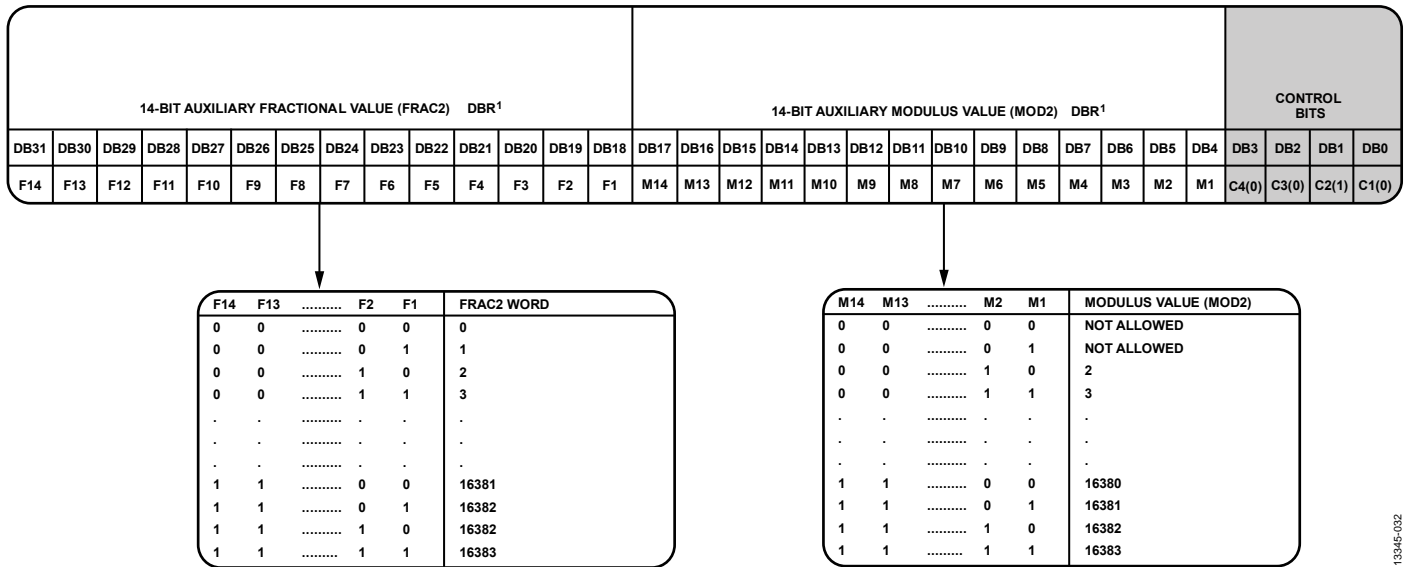 14-BIT AUXILIARY FRACTIONAL VALUE (FRAC2) DBR1
14-BIT AUXILIARY MODULUS VALUE (MOD2) DBR1
CONTROL
BITS
DB31 DB30 DB29 DB28 DB27 DB26 DB25 DB24 DB23 DB22 DB21 DB20 DB19 DB18 DB17 DB16 DB15 DB14 DB13 DB12 DB11 DB10 DB9 DB8 DB7 DB6 DB5 DB4 DB3 DB2 DB1 DB0
F14 F13 F12 F11 F10 F9 F8 F7 F6 F5 F4 F3 F2 F1 M14 M13 M12 M11 M10 M9 M8 M7 M6 M5 M4 M3 M2 M1 C4(0) C3(0) C2(1) C1(0)
F14 F13 .......... F2 F1 FRAC2 WORD
0 0 .......... 0 0 0
0 0 .......... 0 1 1
0 0 .......... 1 0 2
0 0 .......... 1 1 3
. . .......... . . .
. . .......... . . .
. . .......... . . .
1 1 .......... 0 0 16381
1 1 .......... 0 1 16382
1 1 .......... 1 0 16382
1 1 ......... 1 1 16383
M14 M13 .......... M2 M1 MODULUS VALUE (MOD2)
0 0 .......... 0 0 NOT ALLOWED
0 0 .......... 0 1 NOT ALLOWED
0 0 .......... 1 0 2
0 0 .......... 1 1 3
. . .......... . . .
. . .......... . . .
. . .......... . . .
1 1 .......... 0 0 16380
1 1 .......... 0 1 16381
1 1 .......... 1 0 16382
1 1 ......... 1 1 16383
13345-032